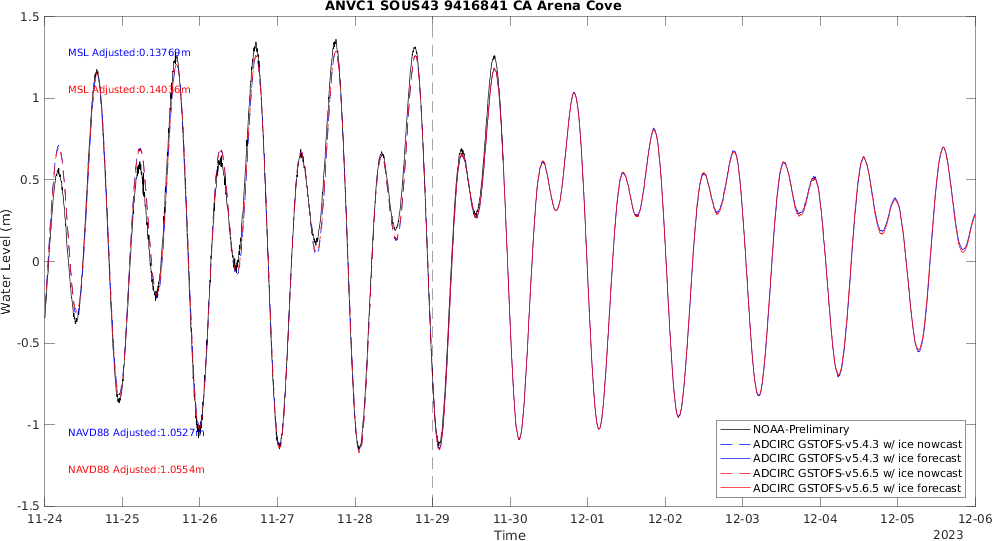 ANVC1 SOUS43 9416841 CA Arena Cove
1.5
1
0.5
0
-0.5
-1
-1.5
Water Level (m)
MSL Adjusted:0.13769m
MSL Adjusted:0.14036m
NAVD88 Adjusted:1.0527m
NAVD88 Adjusted:1.0554m
NOAA-Preliminary
ADCIRC GSTOFS-v5.4.3 w/ ice nowcast
ADCIRC GSTOFS-v5.4.3 w/ ice forecast
ADCIRC GSTOFS-v5.6.5 w/ ice nowcast
ADCIRC GSTOFS-v5.6.5 w/ ice forecast
11-24 11-25 11-26 11-27 11-28 11-29 11-30 12-01 12-02 12-03 12-04 12-05 12-06
Time
2023